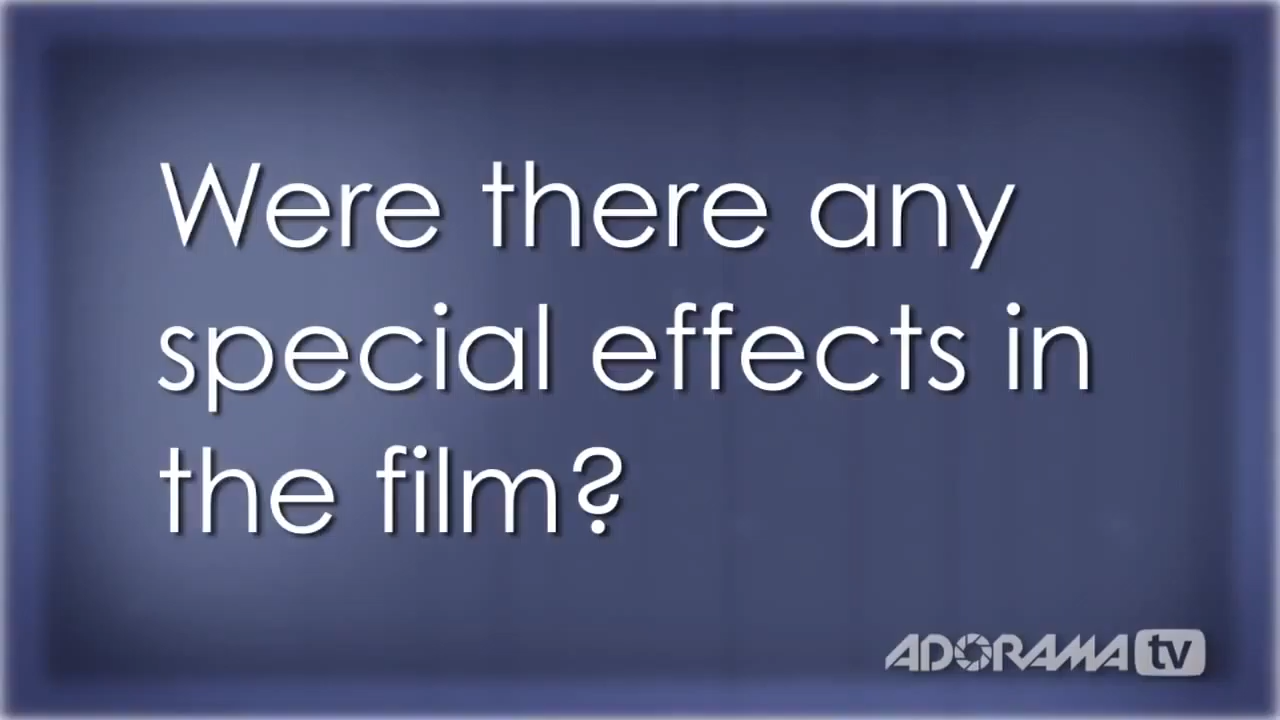 Were there any
special effects in
the film?
ADORAMA tv